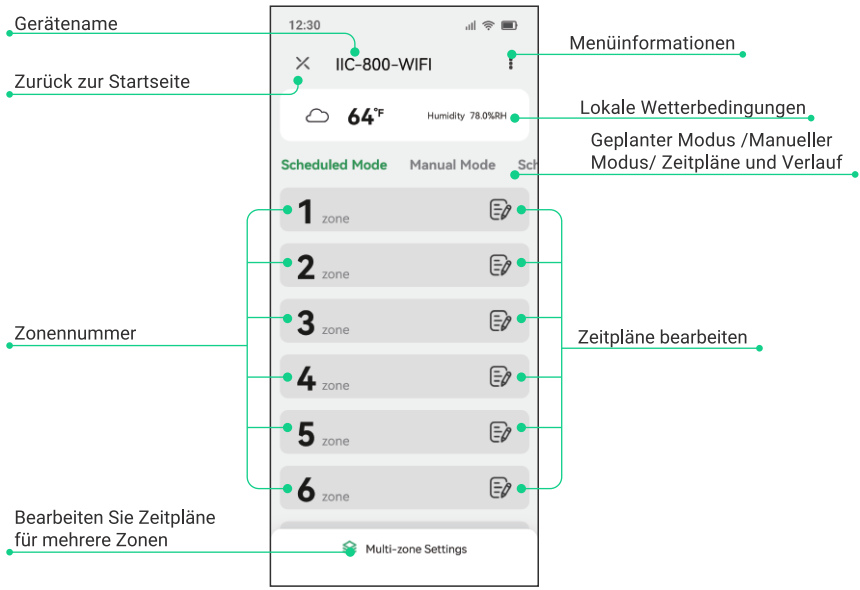 Gerätename
Zurück zur Startseite
Zonennummer
Bearbeiten Sie Zeitpläne
für mehrere Zonen
12:30
IIC-800-WIFI
64°F
Humidity 78.0%RH
Scheduled Mode
Manual Mode
Sch
1 zone
2 zone
3 zone
4 zone
5 zone
6 zone
Multi-zone Settings
Menüinformationen
Lokale Wetterbedingungen
Geplanter Modus /Manueller
Modus/ Zeitpläne und Verlauf
Zeitpläne bearbeiten